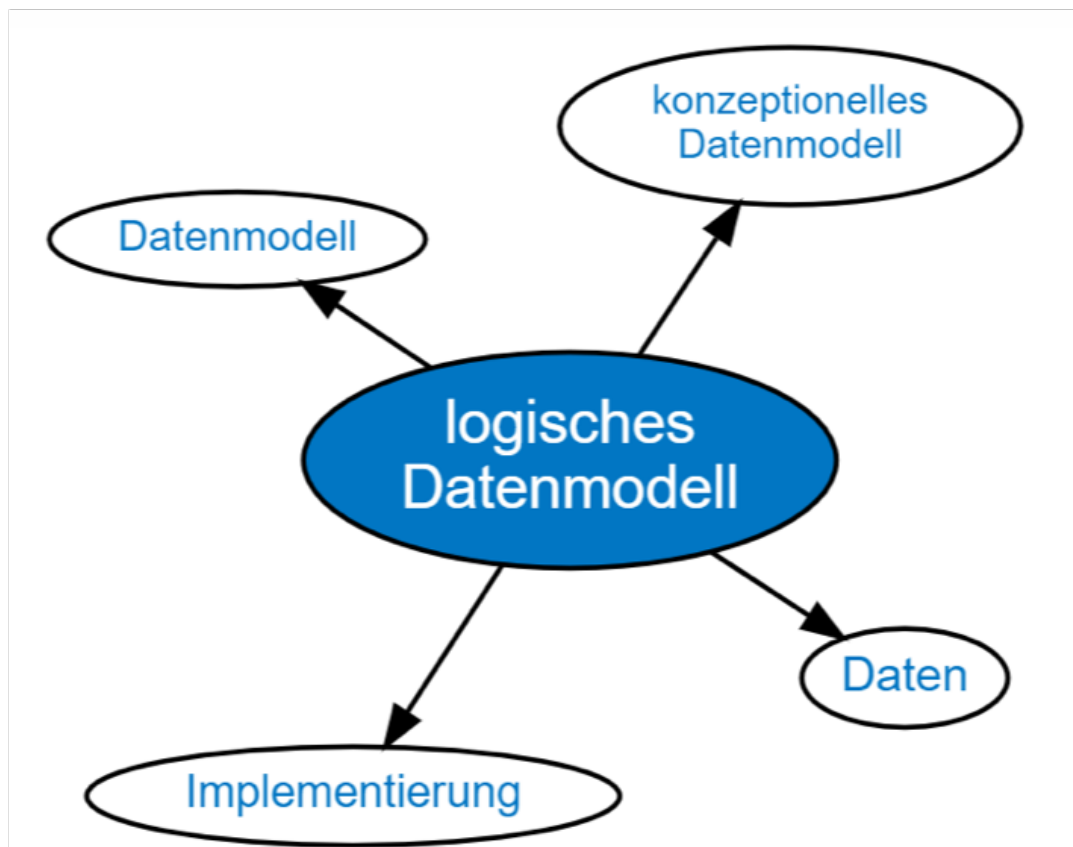 konzeptionelles
Datenmodell
Datenmodell
logisches
Datenmodell
Daten
Implementierung